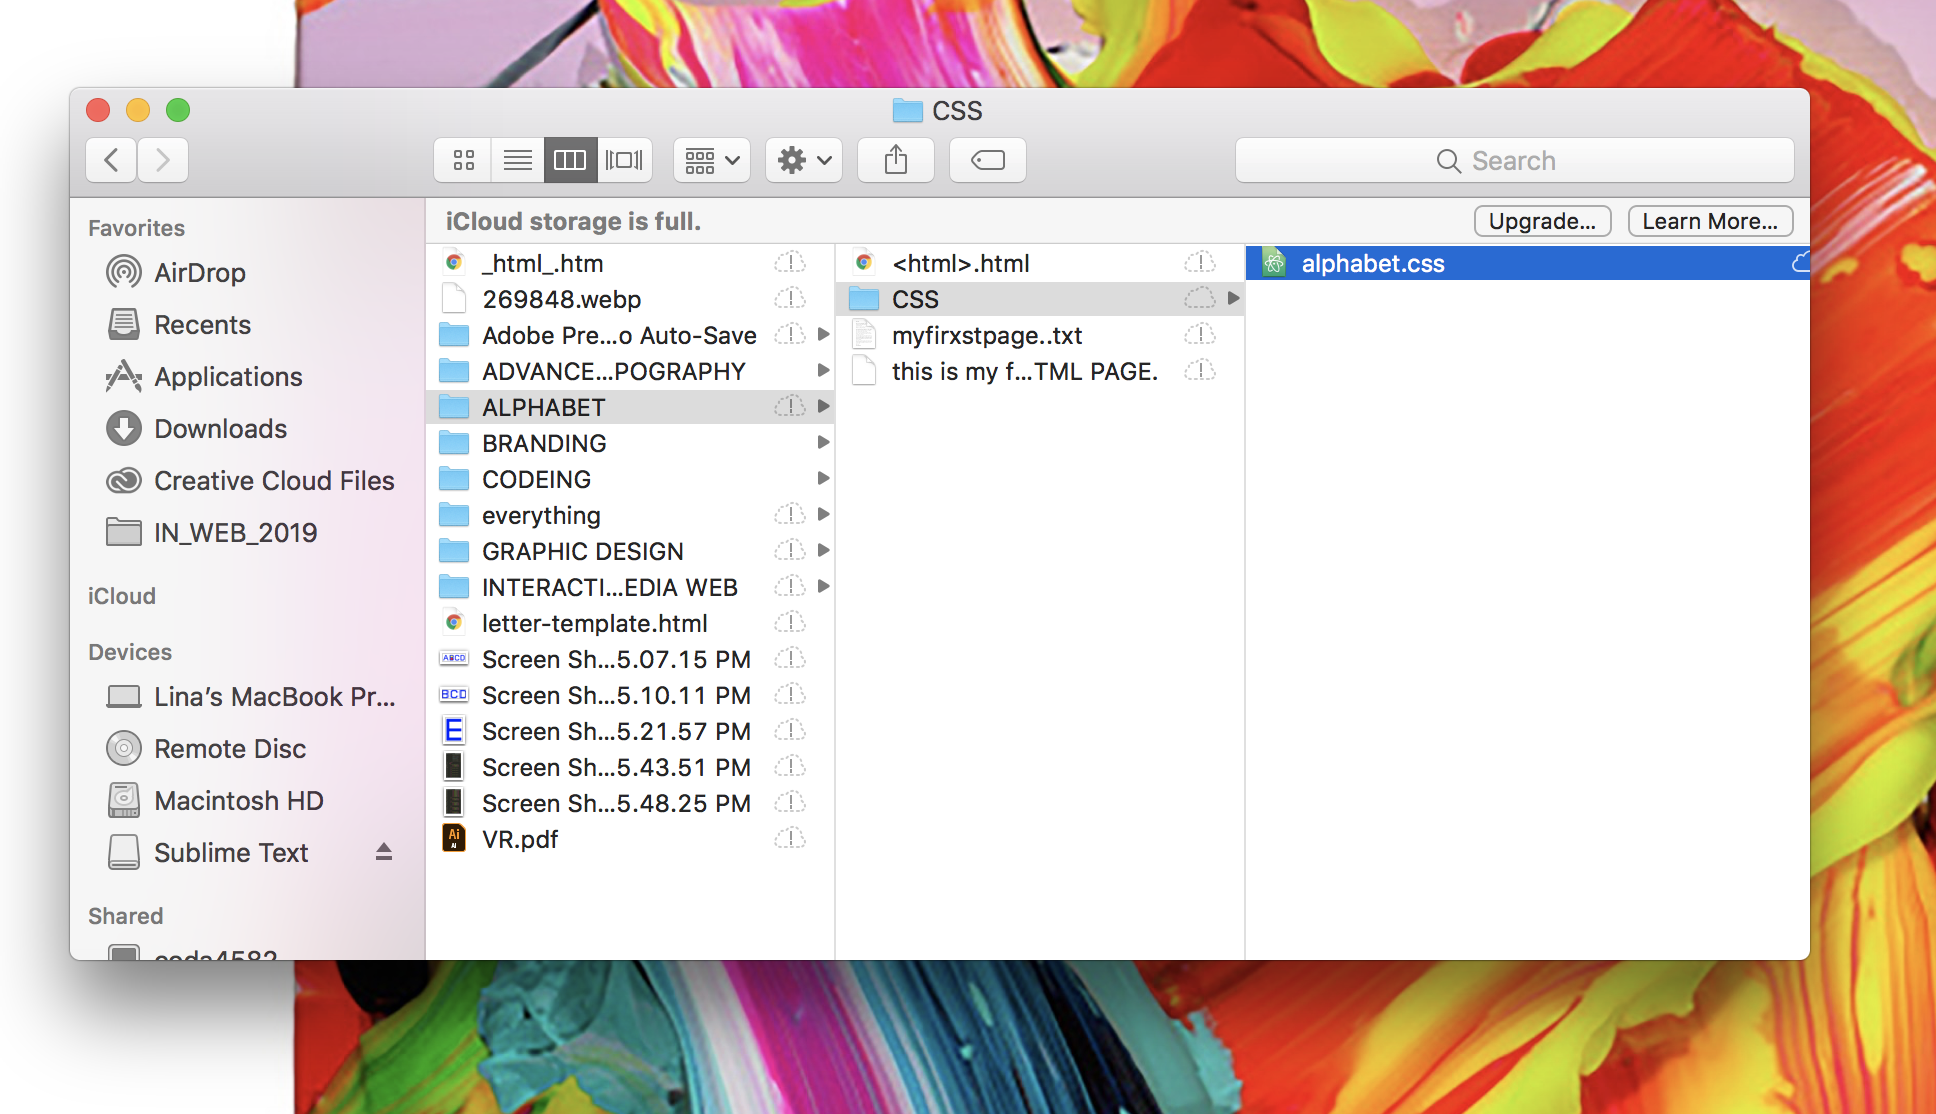 CSS
Search
Favorites
AirDrop
Recents
Applications
Downloads
Creative Cloud Files
IN_WEB_2019
iCloud
Devices
Lina’s MacBook Pr...
Remote Disc
Macintosh HD
Sublime Text
Shared
coda4582
iCloud storage is full.
Upgrade...
Learn More...
_html_.htm
269848.webp
Adobe Pre...o Auto-Save
ADVANCE...POGRAPHY
ALPHABET
BRANDING
CODEING
everything
GRAPHIC DESIGN
INTERACTI...EDIA WEB
letter-template.html
ABCD
Screen Sh...5.07.15 PM
BCD
Screen Sh...5.10.11 PM
E
Screen Sh...5.21.57 PM
Screen Sh...5.43.51 PM
Screen Sh...5.48.25 PM
Ai
AI
VR.pdf
<html>.html
CSS
myfirxstpage..txt
this is my f...TML PAGE.
alphabet.css